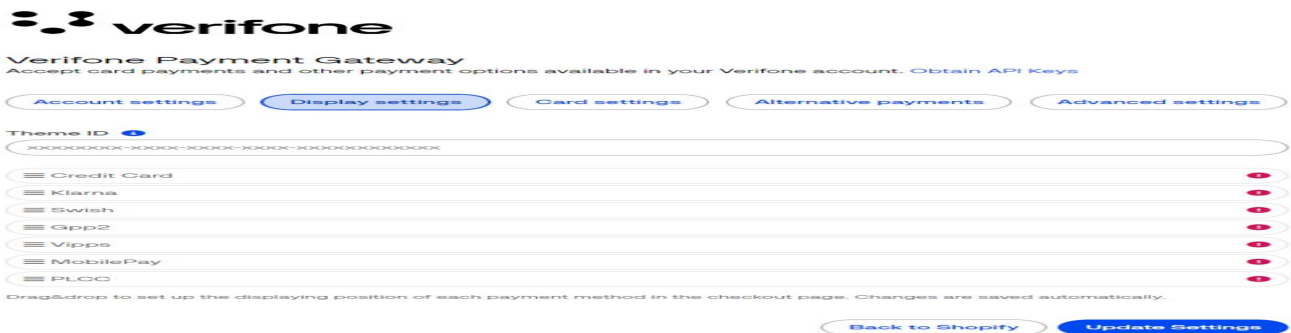 verifone
Verifone Payment Gateway
Accept card payments and other payment options available in your Verifone account. Obtain API Keys
Account settings Display settings Card settings Alternative payments Advanced settings
Theme ID
xxxxxxxx-xxxx-xxxx-xxxx-xxxxxxxxxxxx
Credit Card
Klarna
Swish
Gpp2
Vipps
MobilePay
PLCC
Drag&drop to set up the displaying position of each payment method in the checkout page. Changes are saved automatically.
Back to Shopify Update Settings